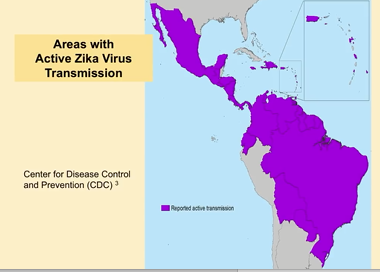 Areas with
Active Zika Virus
Transmission
Center for Disease Control
and Prevention (CDC) 3
Reported active transmission